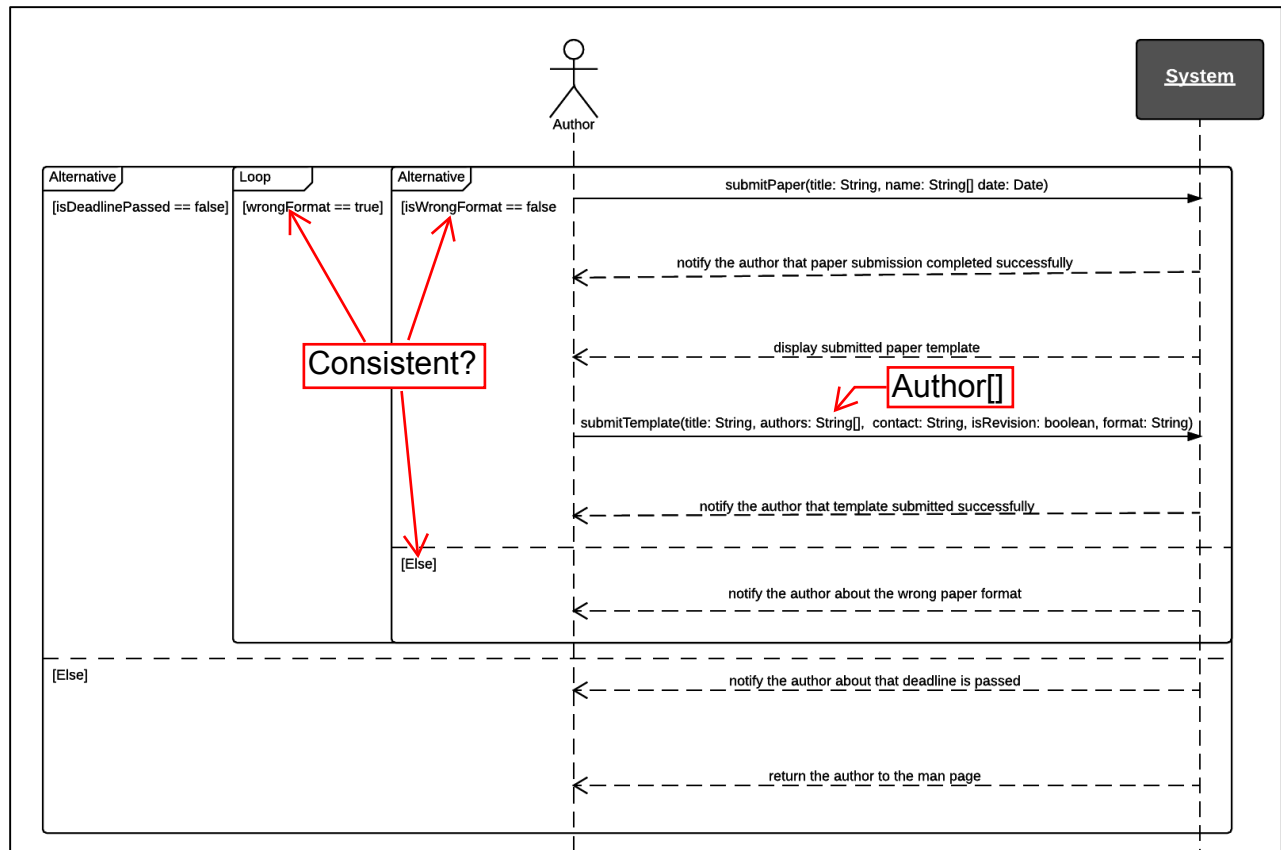 System
Author
Alternative
Loop
Alternative
submitPaper(title: String, name: String[] date: Date)
[isDeadlinePassed == false]
[wrongFormat == true]
[isWrongFormat == false
notify the author that paper submission completed successfully
display submitted paper template
Consistent?
Author[]
submitTemplate(title: String, authors: String[], contact: String, isRevision: boolean, format: String)
notify the author that template submitted successfully
[Else]
notify the author about the wrong paper format
[Else]
notify the author about that deadline is passed
return the author to the man page